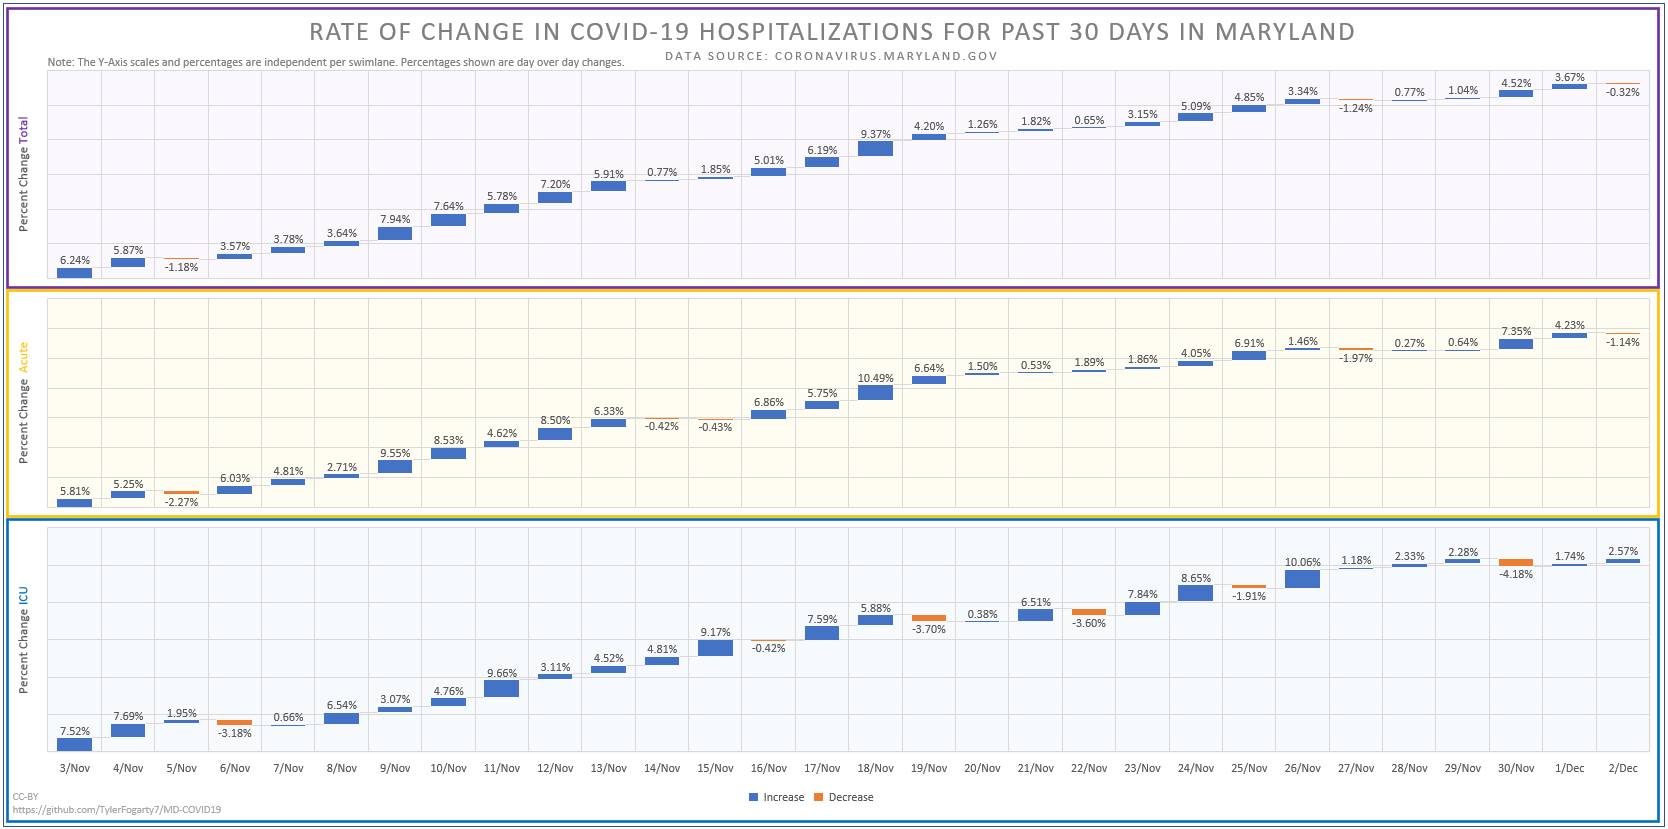 RATE OF CHANGE IN COVID-19 HOSPITALIZATIONS FOR PAST 30 DAYS IN MARYLAND
DATA SOURCE: CORONAVIRUS.MARYLAND.GOV
Note: The Y-Axis scales and percentages are independent per swimlane. Percentages shown are day over day changes.
Percent Change Total
6.24% 5.87% -1.18% 3.57% 3.78% 3.64% 7.94% 7.64% 5.78% 7.20% 5.91% 0.77% 1.85% 5.01% 6.19% 9.37% 4.20% 1.26% 1.82% 0.65% 3.15% 5.09% 4.85% 3.34% -1.24% 0.77% 1.04% 4.52% 3.67% -0.32%
Percent Change Acute
5.81% 5.25% -2.27% 6.03% 4.81% 2.71% 9.55% 8.53% 4.62% 8.50% 6.33% -0.42% -0.43% 6.86% 5.75% 10.49% 6.64% 1.50% 0.53% 1.89% 1.86% 4.05% 6.91% 1.46% -1.97% 0.27% 0.64% 7.35% 4.23% -1.14%
Percent Change ICU
7.52% 7.69% 1.95% -3.18% 0.66% 6.54% 3.07% 4.76% 9.66% 3.11% 4.52% 4.81% 9.17% -0.42% 7.59% 5.88% -3.70% 0.38% 6.51% -3.60% 7.84% 8.65% -1.91% 10.06% 1.18% 2.33% 2.28% -4.18% 1.74% 2.57%
3/Nov 4/Nov 5/Nov 6/Nov 7/Nov 8/Nov 9/Nov 10/Nov 11/Nov 12/Nov 13/Nov 14/Nov 15/Nov 16/Nov 17/Nov 18/Nov 19/Nov 20/Nov 21/Nov 22/Nov 23/Nov 24/Nov 25/Nov 26/Nov 27/Nov 28/Nov 29/Nov 30/Nov 1/Dec 2/Dec
Increase Decrease
CC-BY
https://github.com/TylerFogarty7/MD-COVID19